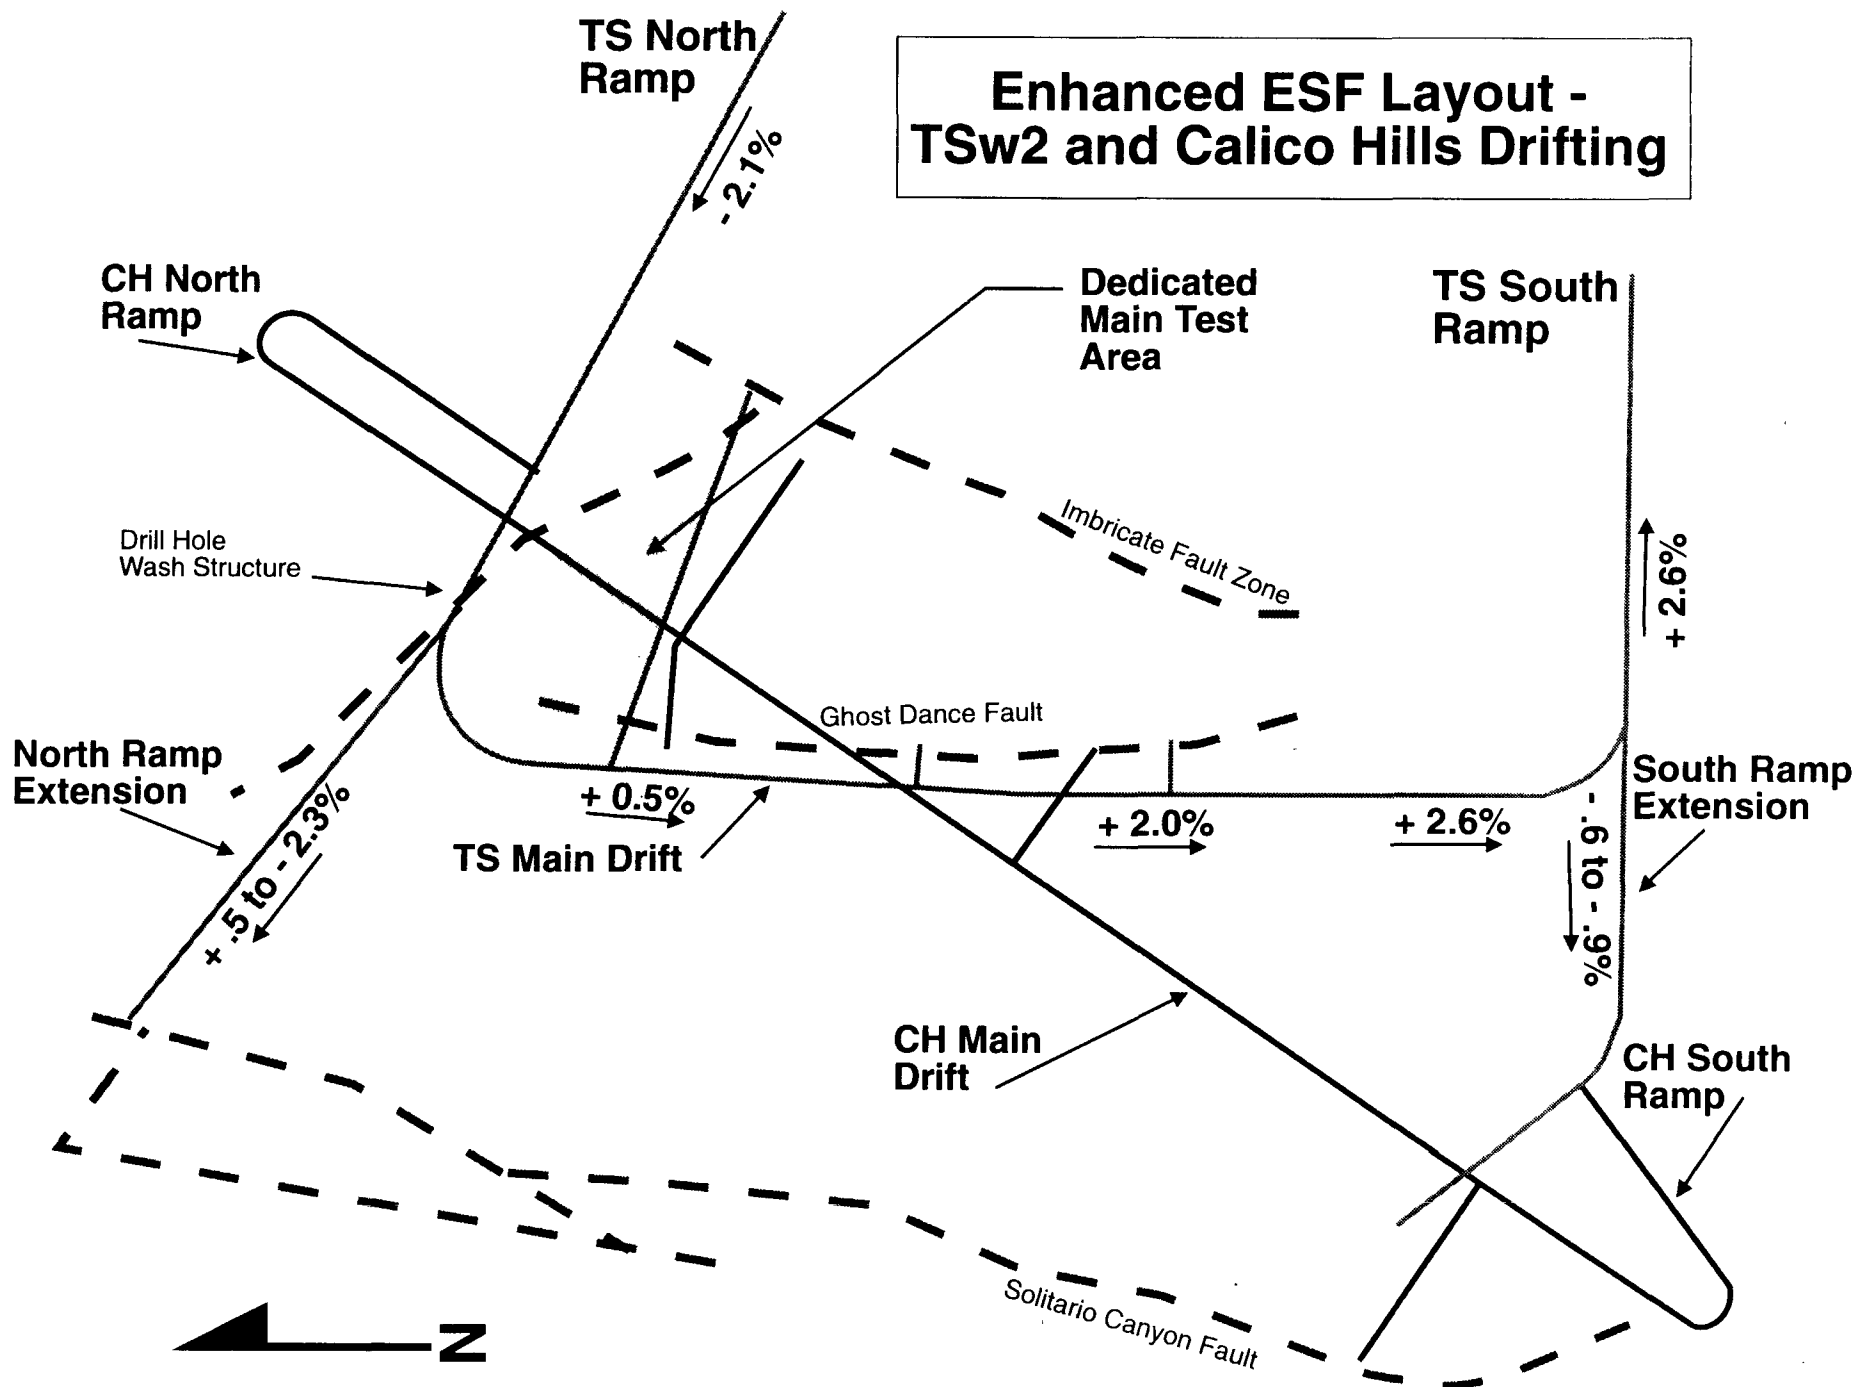 TS North
Ramp
Enhanced ESF Layout -
TSw2 and Calico Hills Drifting
- 2.1%
CH North
Ramp
Dedicated
Main Test
Area
TS South
Ramp
Drill Hole
Wash Structure
Imbricate Fault Zone
+ 2.6%
Ghost Dance Fault
North Ramp
Extension
+ .5 to - 2.3%
+ 0.5%
TS Main Drift
+ 2.0%
+ 2.6%
South Ramp
Extension
- .6 to - .9%
CH Main
Drift
CH South
Ramp
Solitario Canyon Fault
N